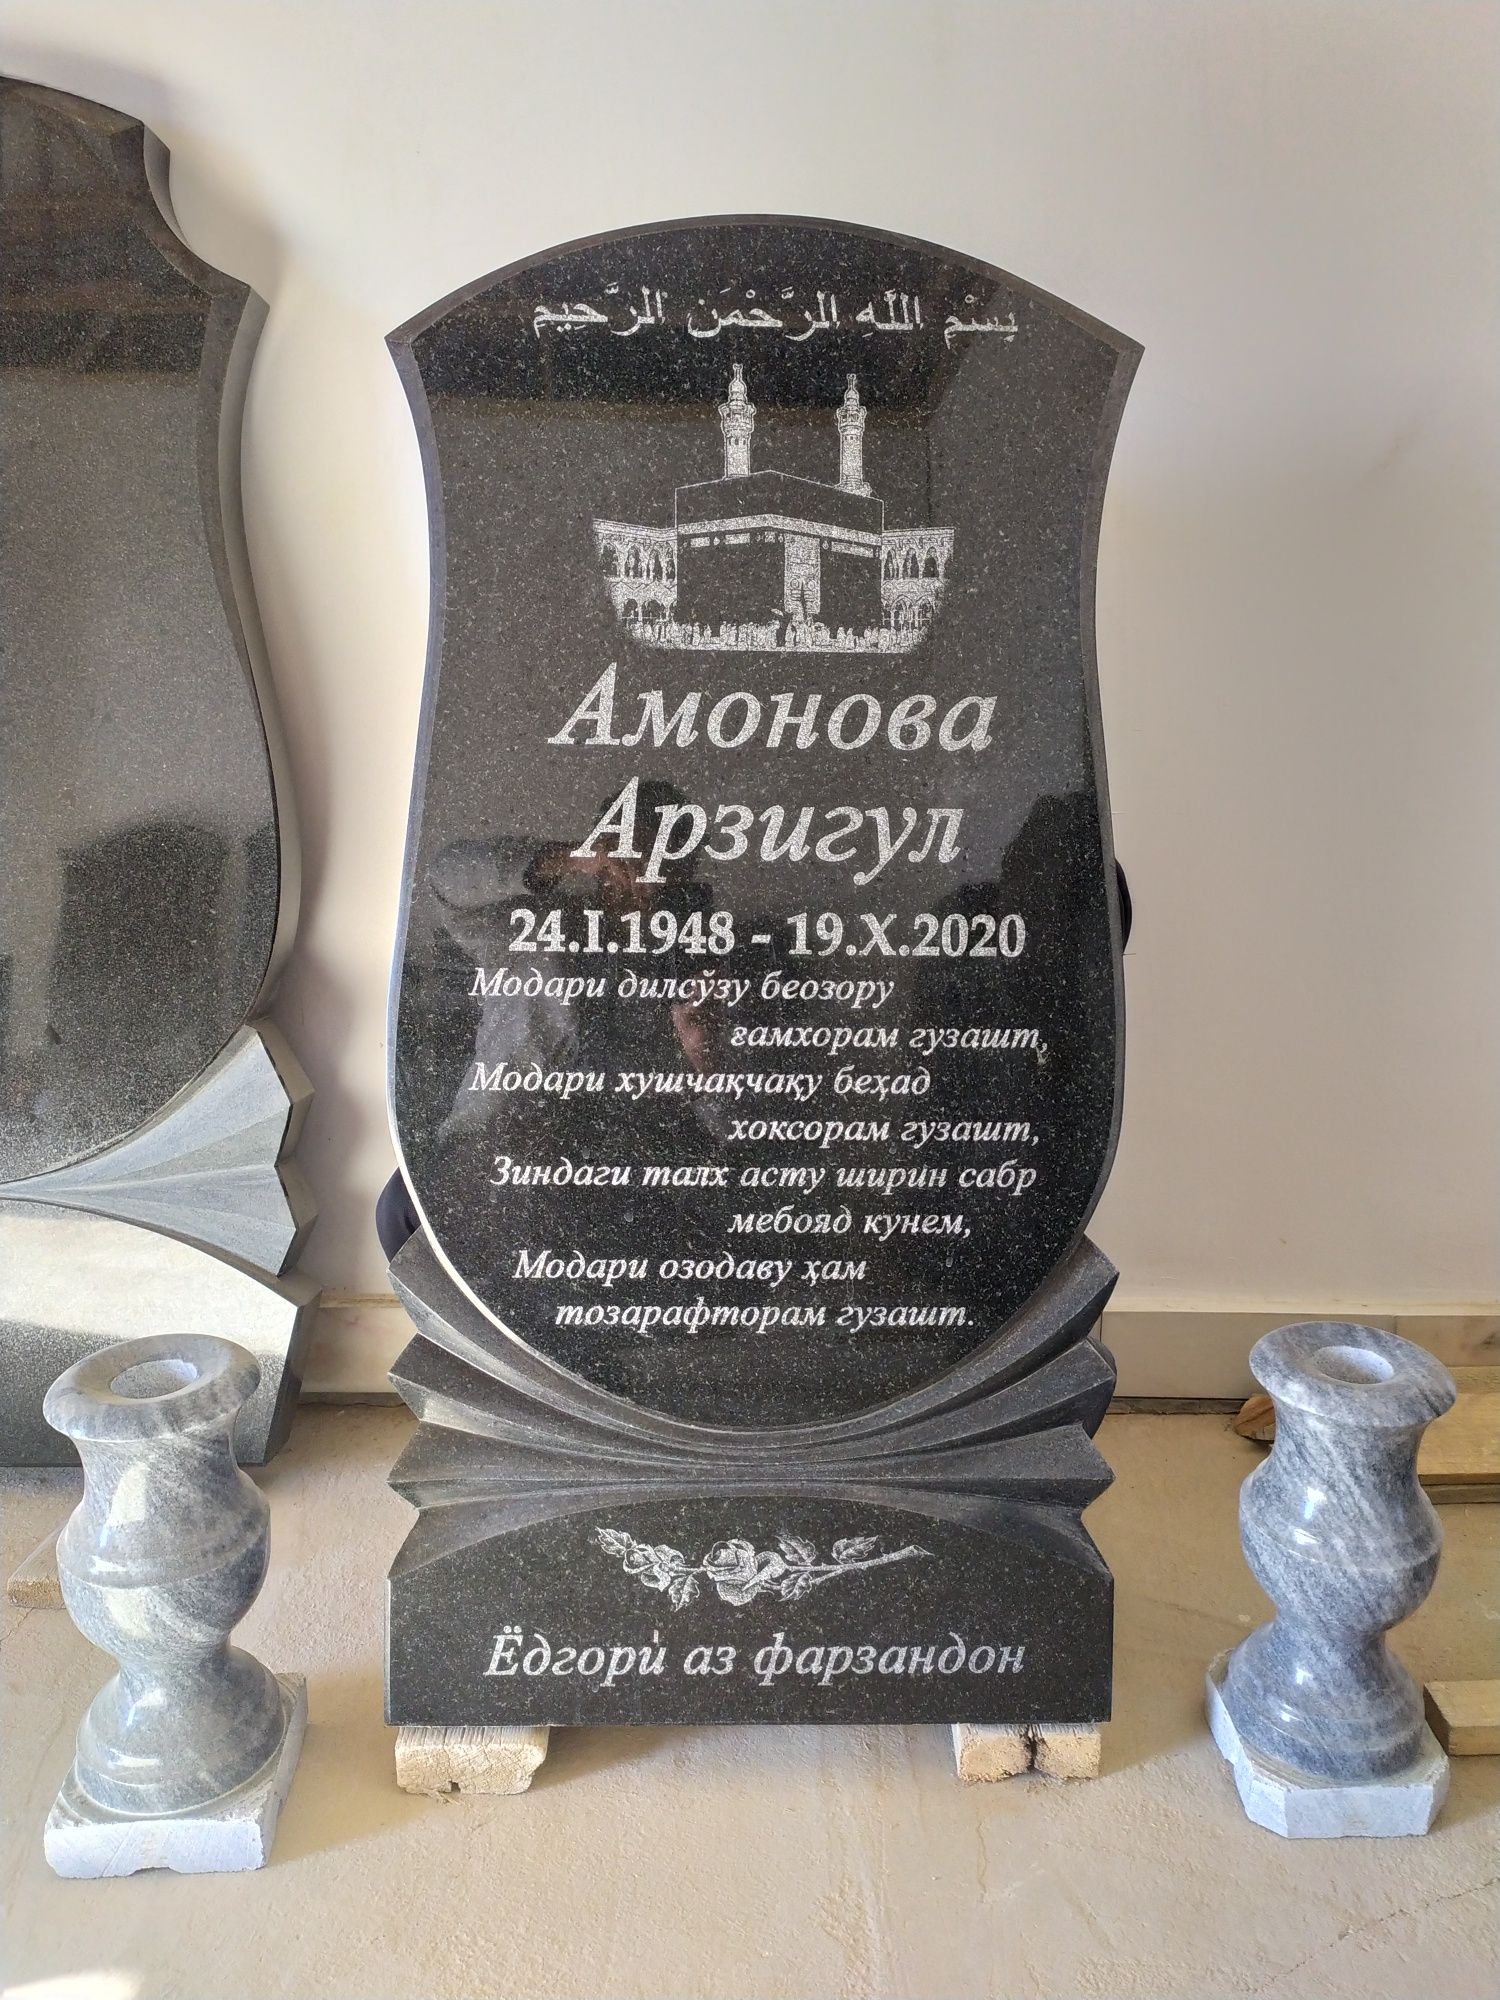 بِسْمِ اللَّهِ الرَّحْمَنِ الرَّحِيم
Амонова
Арзигул
24.I.1948 - 19.X.2020
Модари дилсӯзу беозору
ғамхорам гузашт,
Модари хушчақчақу беҳад
хоксорам гузашт,
Зиндаги талх асту ширин сабр
мебояд кунем,
Модари озодаву ҳам
тозарафторам гузашт.
Ёдгорӣ аз фарзандон